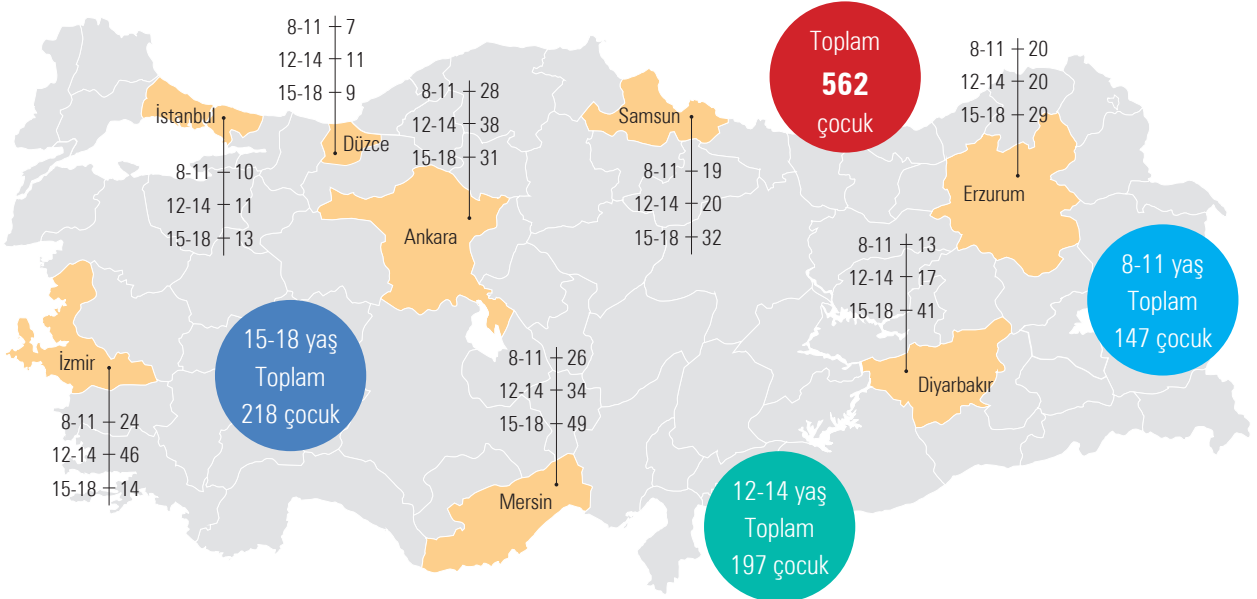 8-11 7
12-14 11
15-18 9
Düzce
İstanbul
8-11 10
12-14 11
15-18 13
8-11 28
12-14 38
15-18 31
Ankara
Samsun
8-11 19
12-14 20
15-18 32
Toplam
562
çocuk
8-11 20
12-14 20
15-18 29
Erzurum
8-11 13
12-14 17
15-18 41
Diyarbakır
8-11 yaş
Toplam
147 çocuk
15-18 yaş
Toplam
218 çocuk
İzmir
8-11 24
12-14 46
15-18 14
8-11 26
12-14 34
15-18 49
Mersin
12-14 yaş
Toplam
197 çocuk